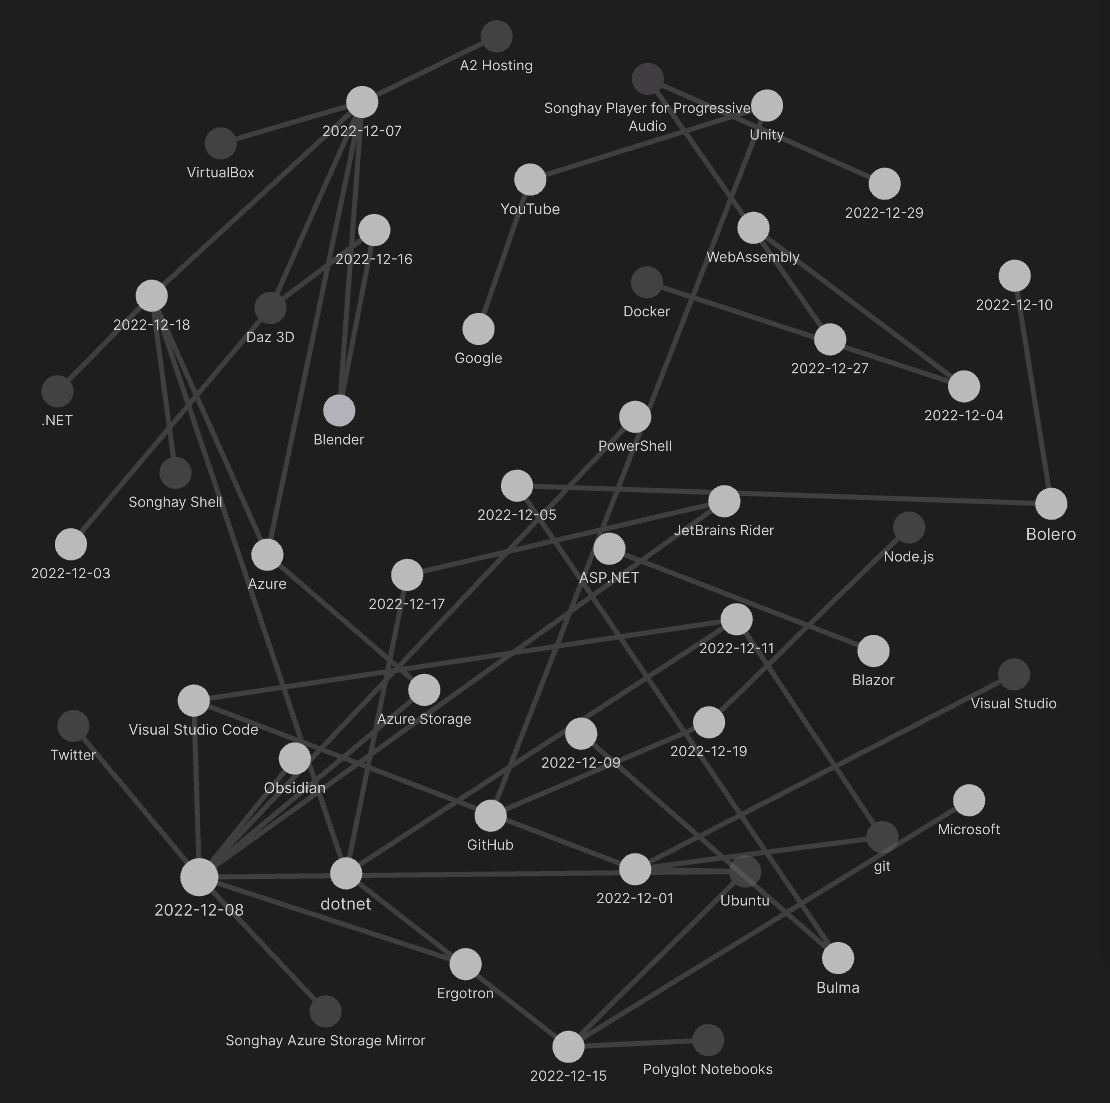 A2 Hosting
Songhay Player for Progressive
Audio
2022-12-07
Unity
VirtualBox
YouTube
2022-12-29
2022-12-16
WebAssembly
2022-12-10
Docker
2022-12-18
Daz 3D
Google
2022-12-27
2022-12-04
.NET
Blender
PowerShell
Songhay Shell
2022-12-05
JetBrains Rider
Bolero
Node.js
2022-12-03
Azure
ASP.NET
2022-12-17
2022-12-11
Blazor
Visual Studio
Azure Storage
Visual Studio Code
Twitter
2022-12-19
2022-12-09
Obsidian
Microsoft
GitHub
git
2022-12-08
dotnet
2022-12-01
Ubuntu
Bulma
Ergotron
Songhay Azure Storage Mirror
Polyglot Notebooks
2022-12-15